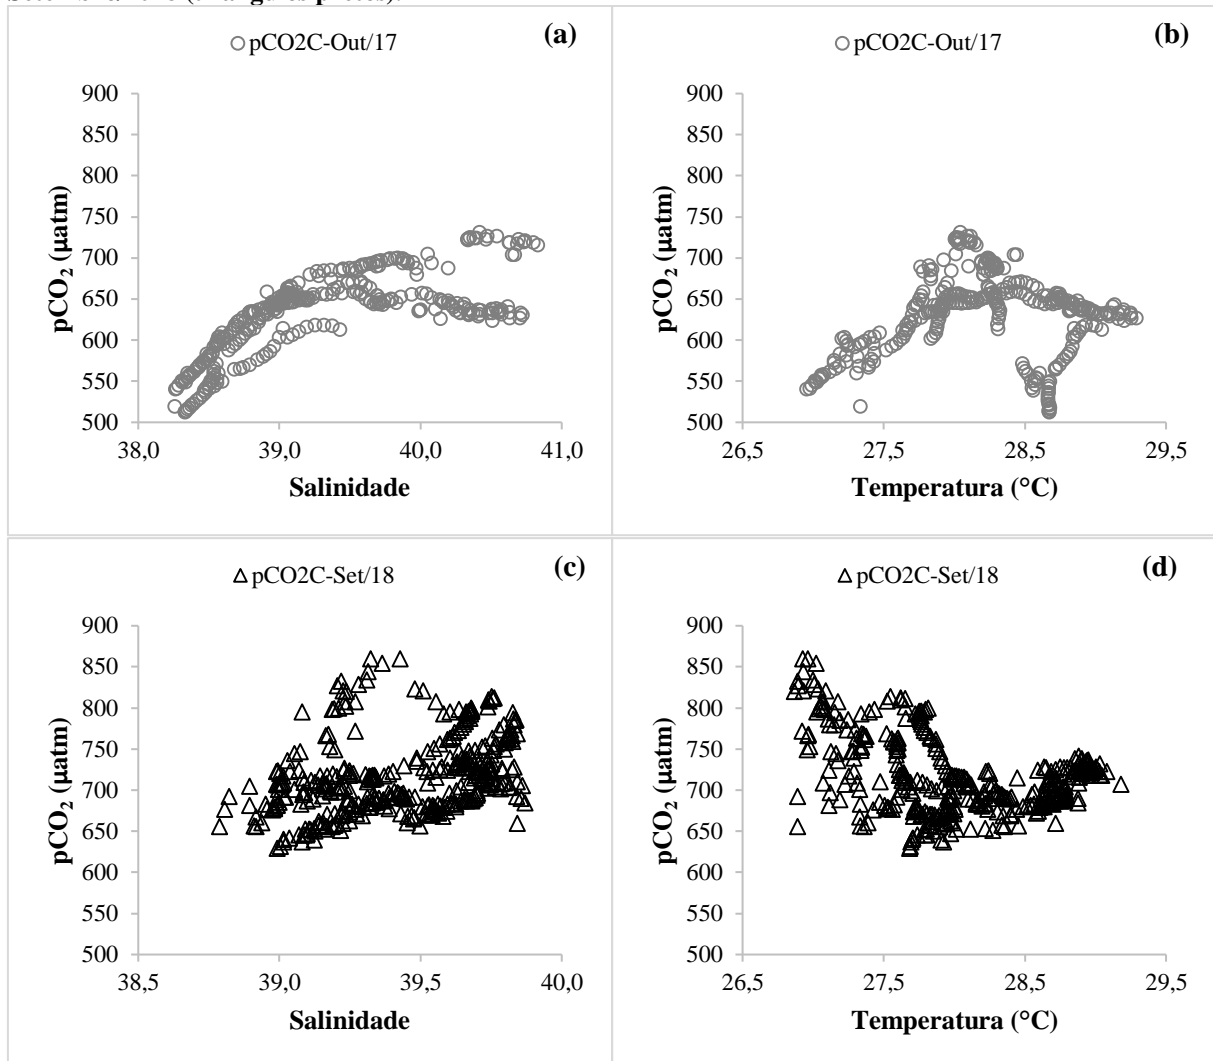 pCO2C-Out/17 (a)
900
850
800
750
700
650
600
550
500
pCO₂ (µatm)
38,0 39,0 40,0 41,0
Salinidade
pCO2C-Out/17 (b)
900
850
800
750
700
650
600
550
500
pCO₂ (µatm)
26,5 27,5 28,5 29,5
Temperatura (°C)
pCO2C-Set/18 (c)
900
850
800
750
700
650
600
550
500
pCO₂ (µatm)
38,5 39,0 39,5 40,0
Salinidade
pCO2C-Set/18 (d)
900
850
800
750
700
650
600
550
500
pCO₂ (µatm)
26,5 27,5 28,5 29,5
Temperatura (°C)